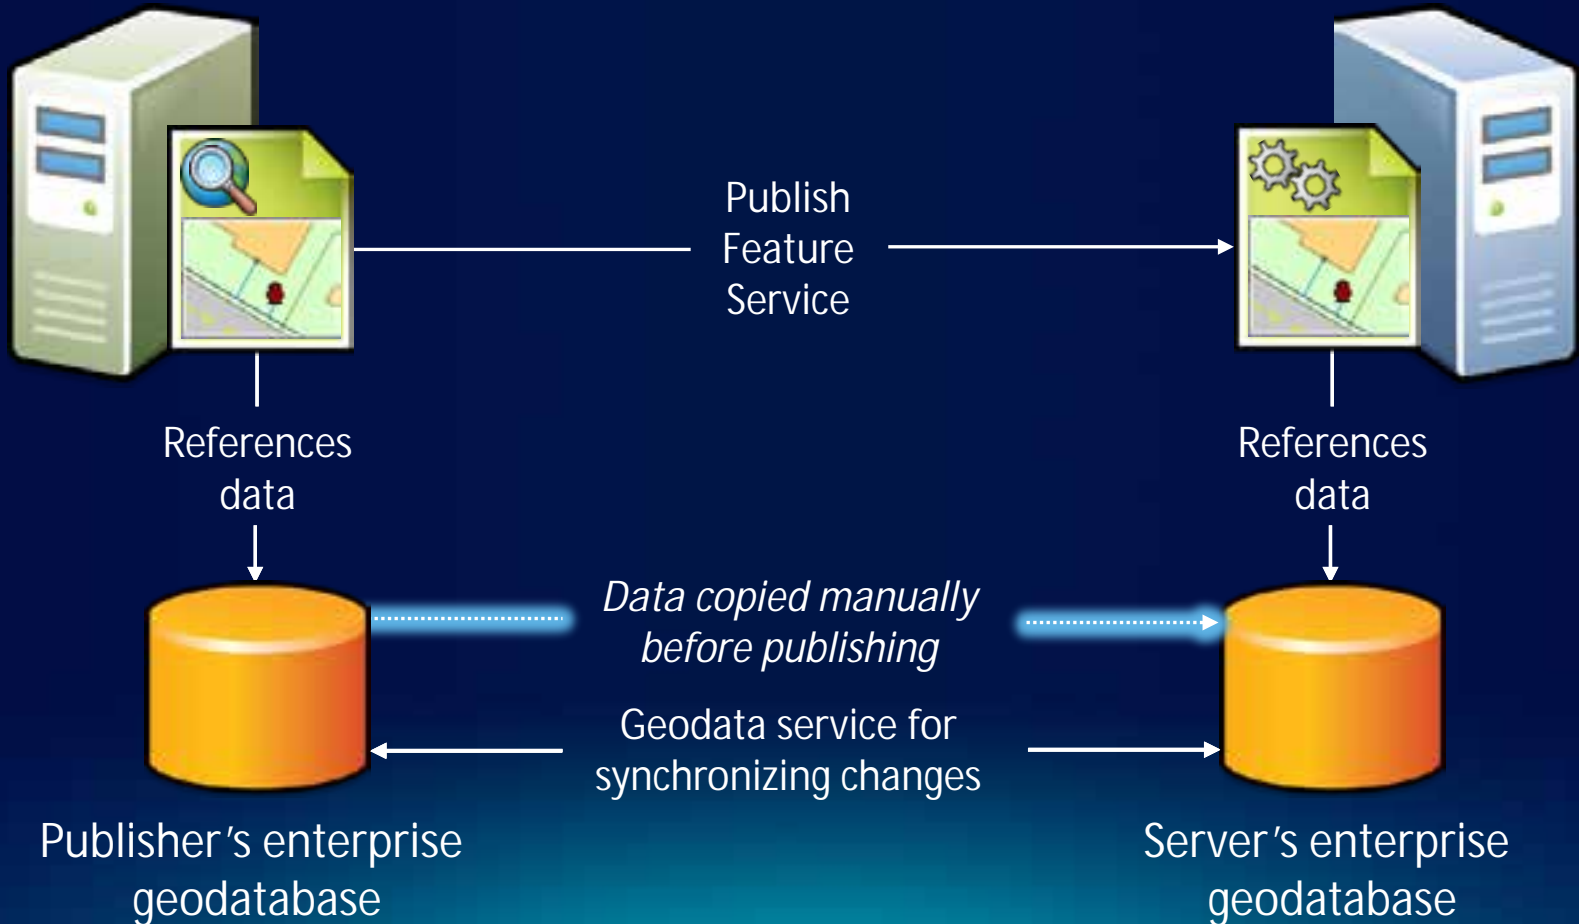 Publish
Feature
Service
References
data
References
data
Data copied manually
before publishing
Geodata service for
synchronizing changes
Publisher's enterprise
geodatabase
Server's enterprise
geodatabase